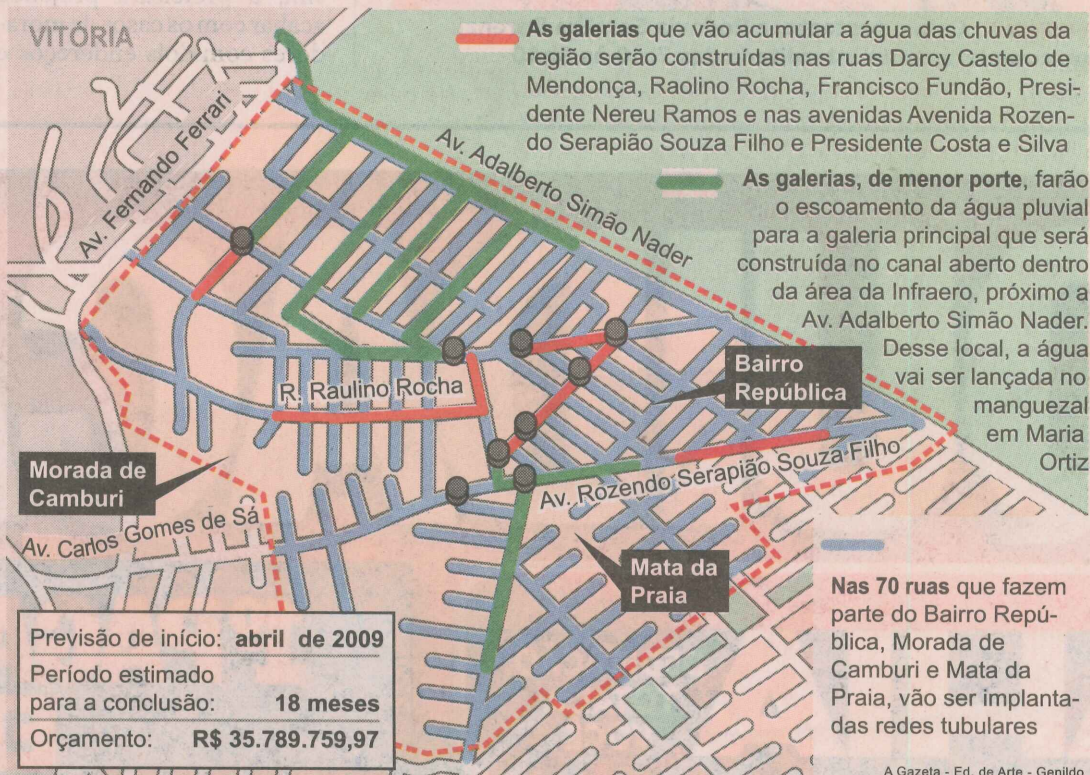 VITÓRIA
As galerias que vão acumular a água das chuvas da
região serão construídas nas ruas Darcy Castelo de
Mendonça, Raolino Rocha, Francisco Fundão, Presi-
dente Nereu Ramos e nas avenidas Avenida Rozen-
do Serapião Souza Filho e Presidente Costa e Silva
As galerias, de menor porte, farão
o escoamento da água pluvial
para a galeria principal que será
construída no canal aberto dentro
da área da Infraero, próximo a
Av. Adalberto Simão Nader.
Desse local, a água
vai ser lançada no
manguezal
em Maria
Ortiz
Av. Fernando Ferrari
Av. Adalberto Simão Nader
R. Raulino Rocha
Bairro
República
Morada de
Camburi
Av. Rozendo Serapião Souza Filho
Av. Carlos Gomes de Sá
Mata da
Praia
Nas 70 ruas que fazem
parte do Bairro Repú-
blica, Morada de
Camburi e Mata da
Praia, vão ser implanta-
das redes tubulares
Previsão de início: abril de 2009
Período estimado
para a conclusão: 18 meses
Orçamento: R$ 35.789.759,97
A Gazeta - Ed. de Arte - Genildo